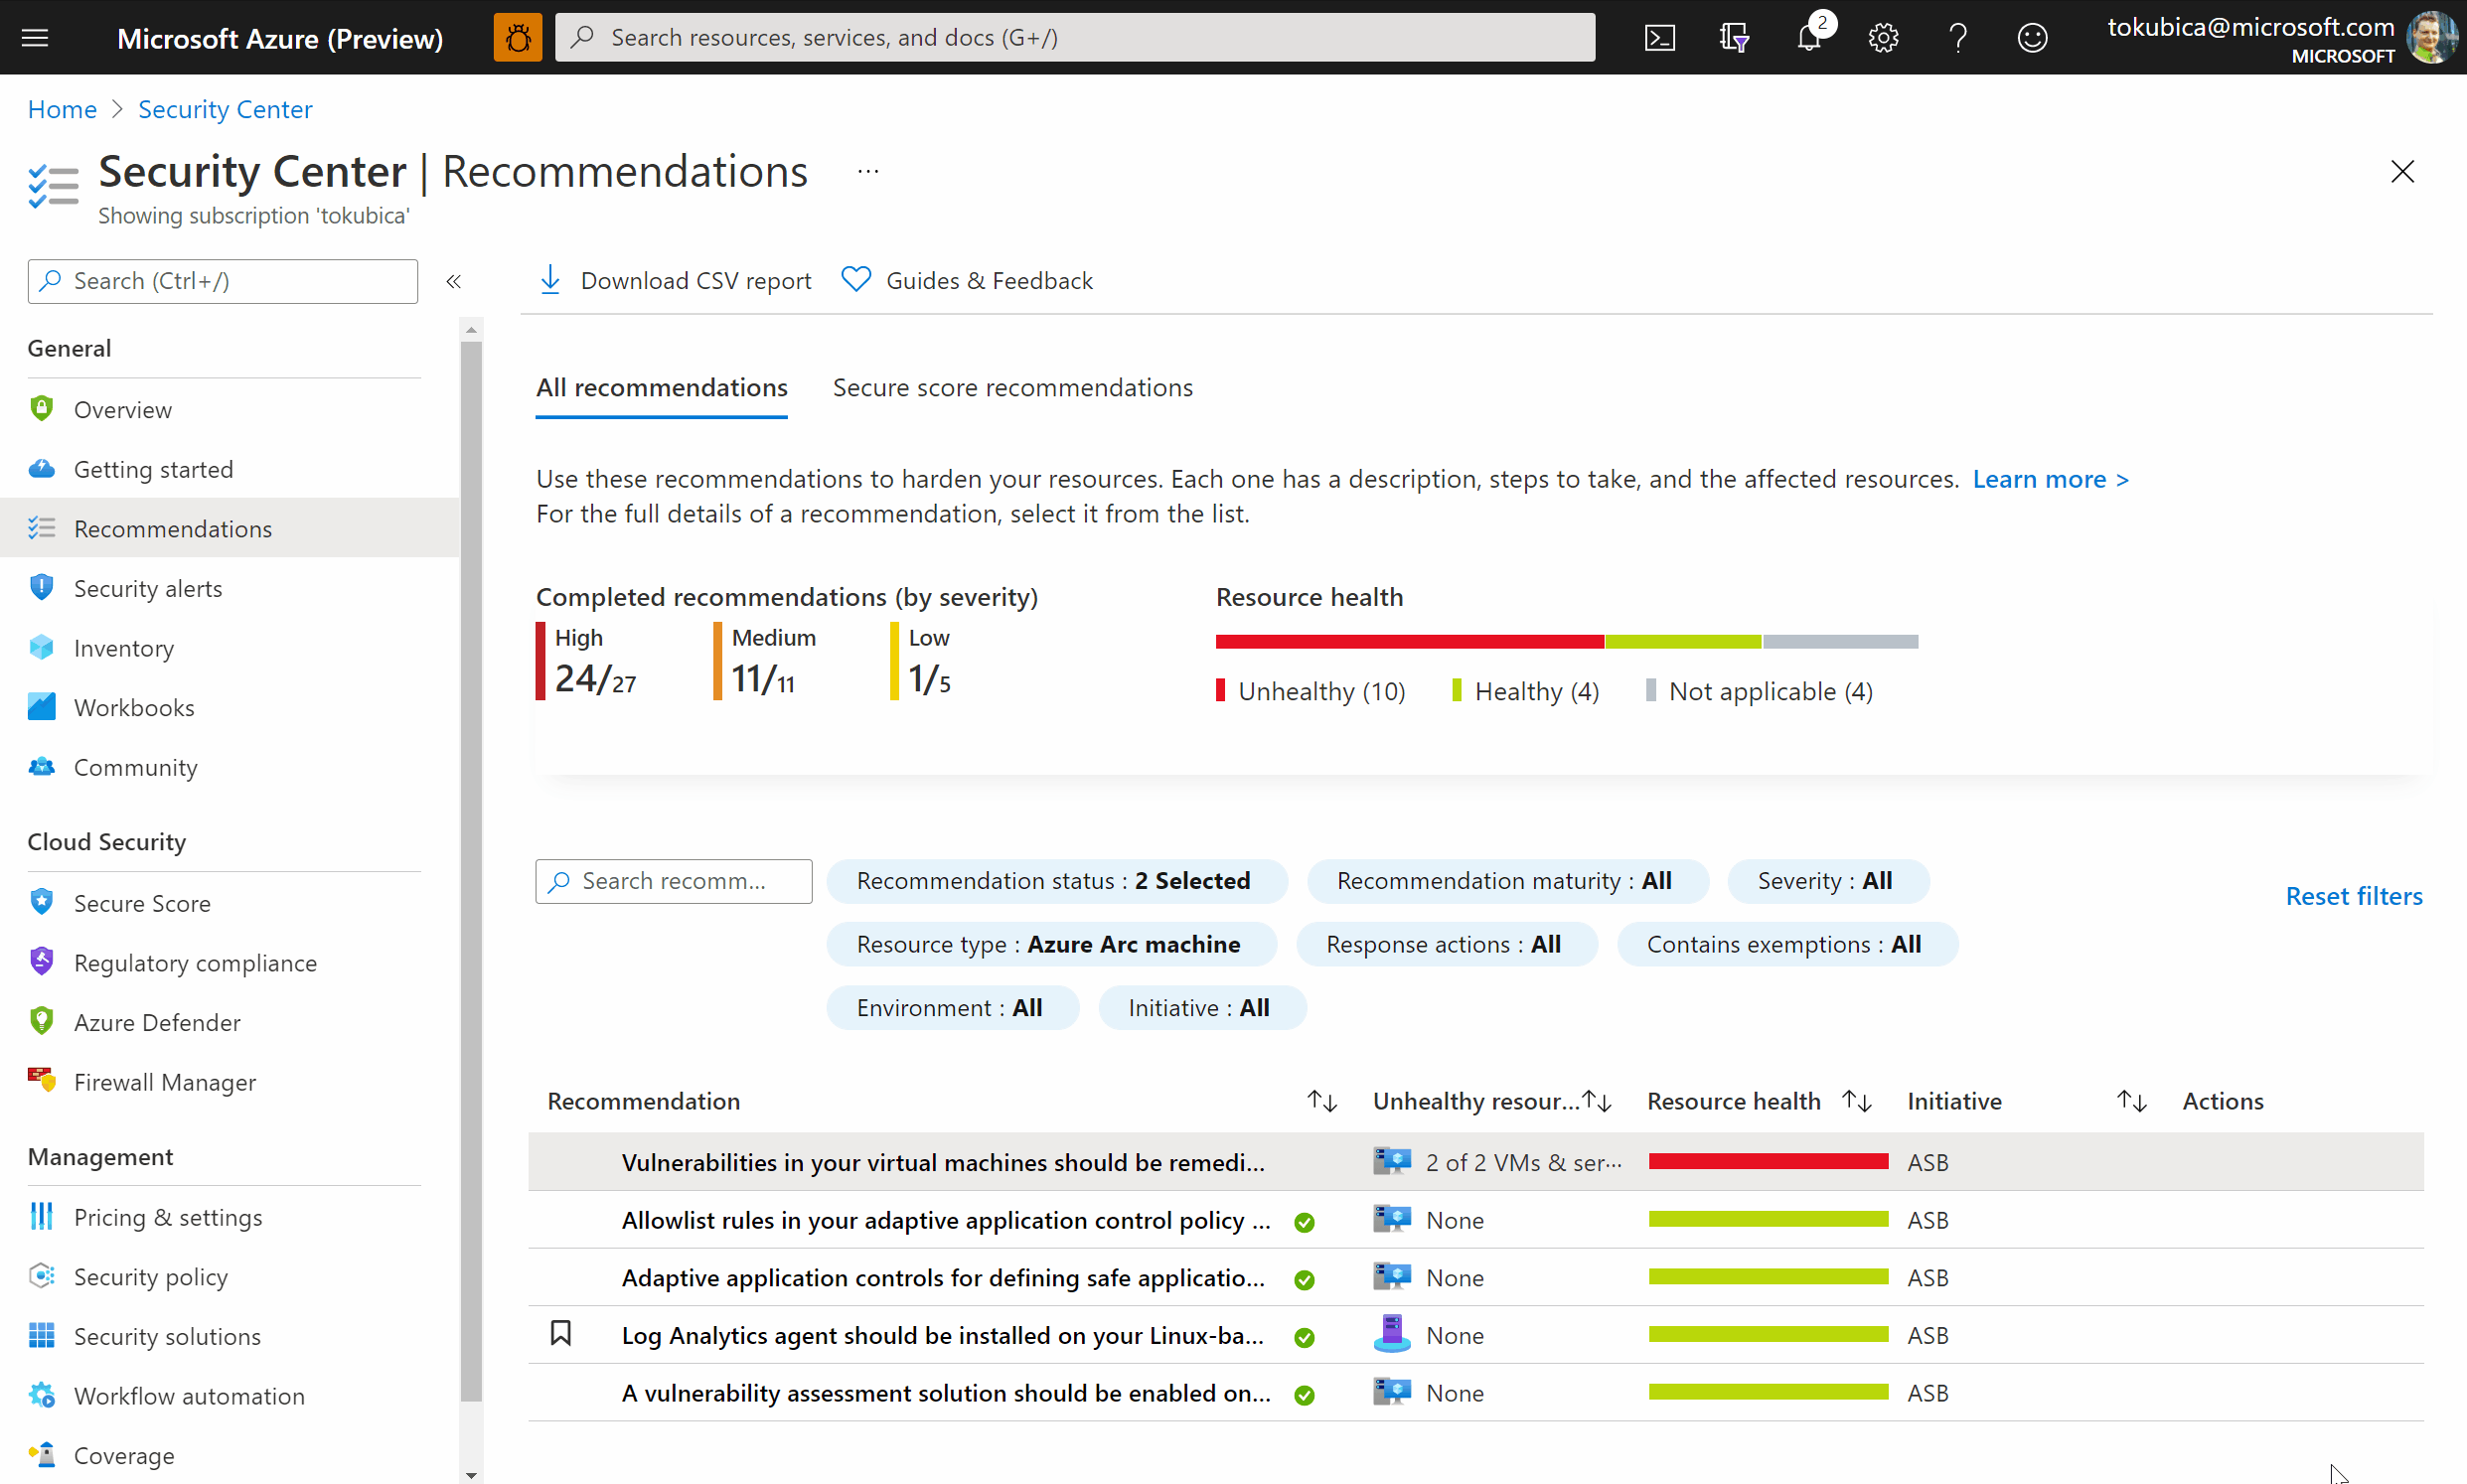 Microsoft Azure (Preview)
Search resources, services, and docs (G+/)
2
tokubica@microsoft.com
MICROSOFT
Home > Security Center
Security Center | Recommendations ...
Showing subscription 'tokubica'
Search (Ctrl+/)
«
Download CSV report
Guides & Feedback
General
Overview
Getting started
Recommendations
Security alerts
Inventory
Workbooks
Community
Cloud Security
Secure Score
Regulatory compliance
Azure Defender
Firewall Manager
Management
Pricing & settings
Security policy
Security solutions
Workflow automation
Coverage
All recommendations
Secure score recommendations
Use these recommendations to harden your resources. Each one has a description, steps to take, and the affected resources. Learn more >
For the full details of a recommendation, select it from the list.
Completed recommendations (by severity)
High
24/27
Medium
11/11
Low
1/5
Resource health
Unhealthy (10)
Healthy (4)
Not applicable (4)
Search recomm...
Recommendation status : 2 Selected
Recommendation maturity : All
Severity : All
Reset filters
Resource type : Azure Arc machine
Response actions : All
Contains exemptions : All
Environment : All
Initiative : All
Recommendation ↑↓ Unhealthy resour...↑↓ Resource health ↑↓ Initiative ↑↓ Actions
Vulnerabilities in your virtual machines should be remedi... 2 of 2 VMs & ser... ASB
Allowlist rules in your adaptive application control policy ... None ASB
Adaptive application controls for defining safe applicatio... None ASB
Log Analytics agent should be installed on your Linux-ba... None ASB
A vulnerability assessment solution should be enabled on... None ASB